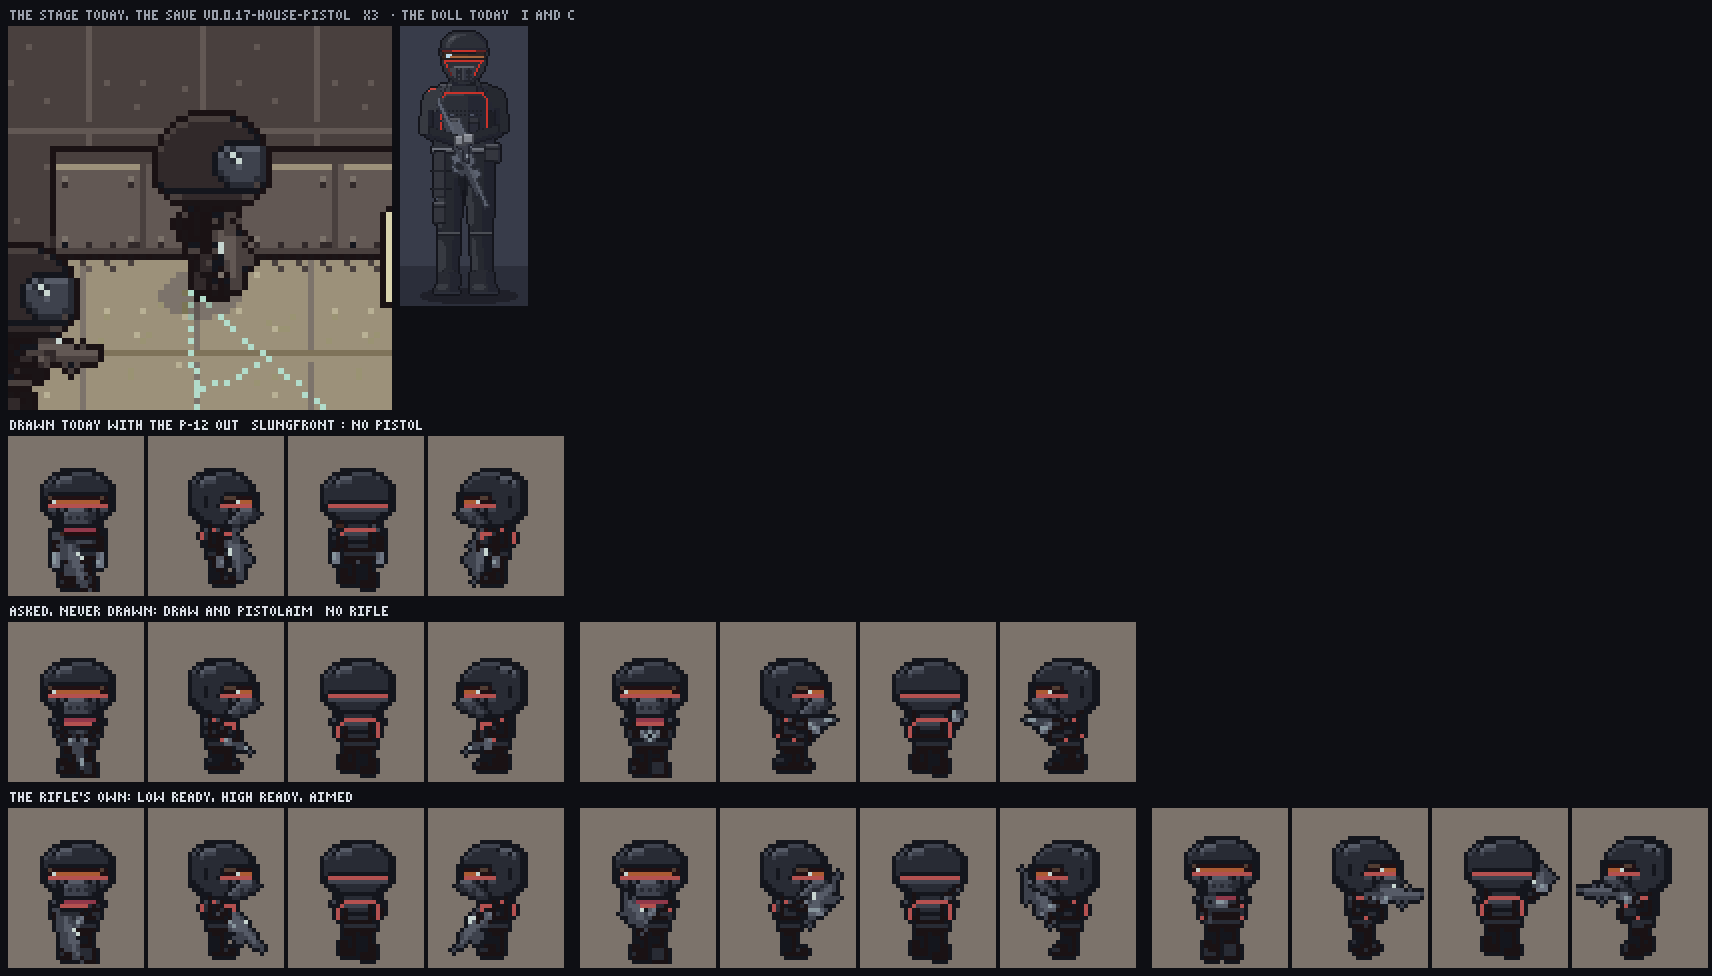 THE STAGE TODAY, THE SAVE V0.0.17-HOUSE-PISTOL X3 · THE DOLL TODAY I AND C
DRAWN TODAY WITH THE P-12 OUT SLUNGFRONT : NO PISTOL
ASKED, NEVER DRAWN: DRAW AND PISTOLAIM NO RIFLE
THE RIFLE'S OWN: LOW READY, HIGH READY, AIMED